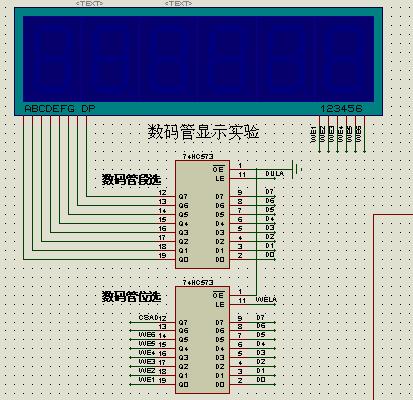 <TEXT> <TEXT>
ABCDEFG DP 123456
WE1 WE2 WE3 WE4 WE5 WE6
数码管显示实验
74HC573
数码管段选
OE 1
LE 11 DULA
12 Q7 D7 9 D7
13 Q6 D6 8 D6
14 Q5 D5 7 D5
15 Q4 D4 6 D4
16 Q3 D3 5 D3
17 Q2 D2 4 D2
18 Q1 D1 3 D1
19 Q0 D0 2 D0
74HC573
数码管位选
OE 1
LE 11 WELA
CSAD 12 Q7 D7 9 D7
13 Q6 D6 8 D6
WE6 14 Q5 D5 7 D5
WE5 15 Q4 D4 6 D4
WE4 16 Q3 D3 5 D3
WE3 17 Q2 D2 4 D2
WE2 18 Q1 D1 3 D1
WE1 19 Q0 D0 2 D0